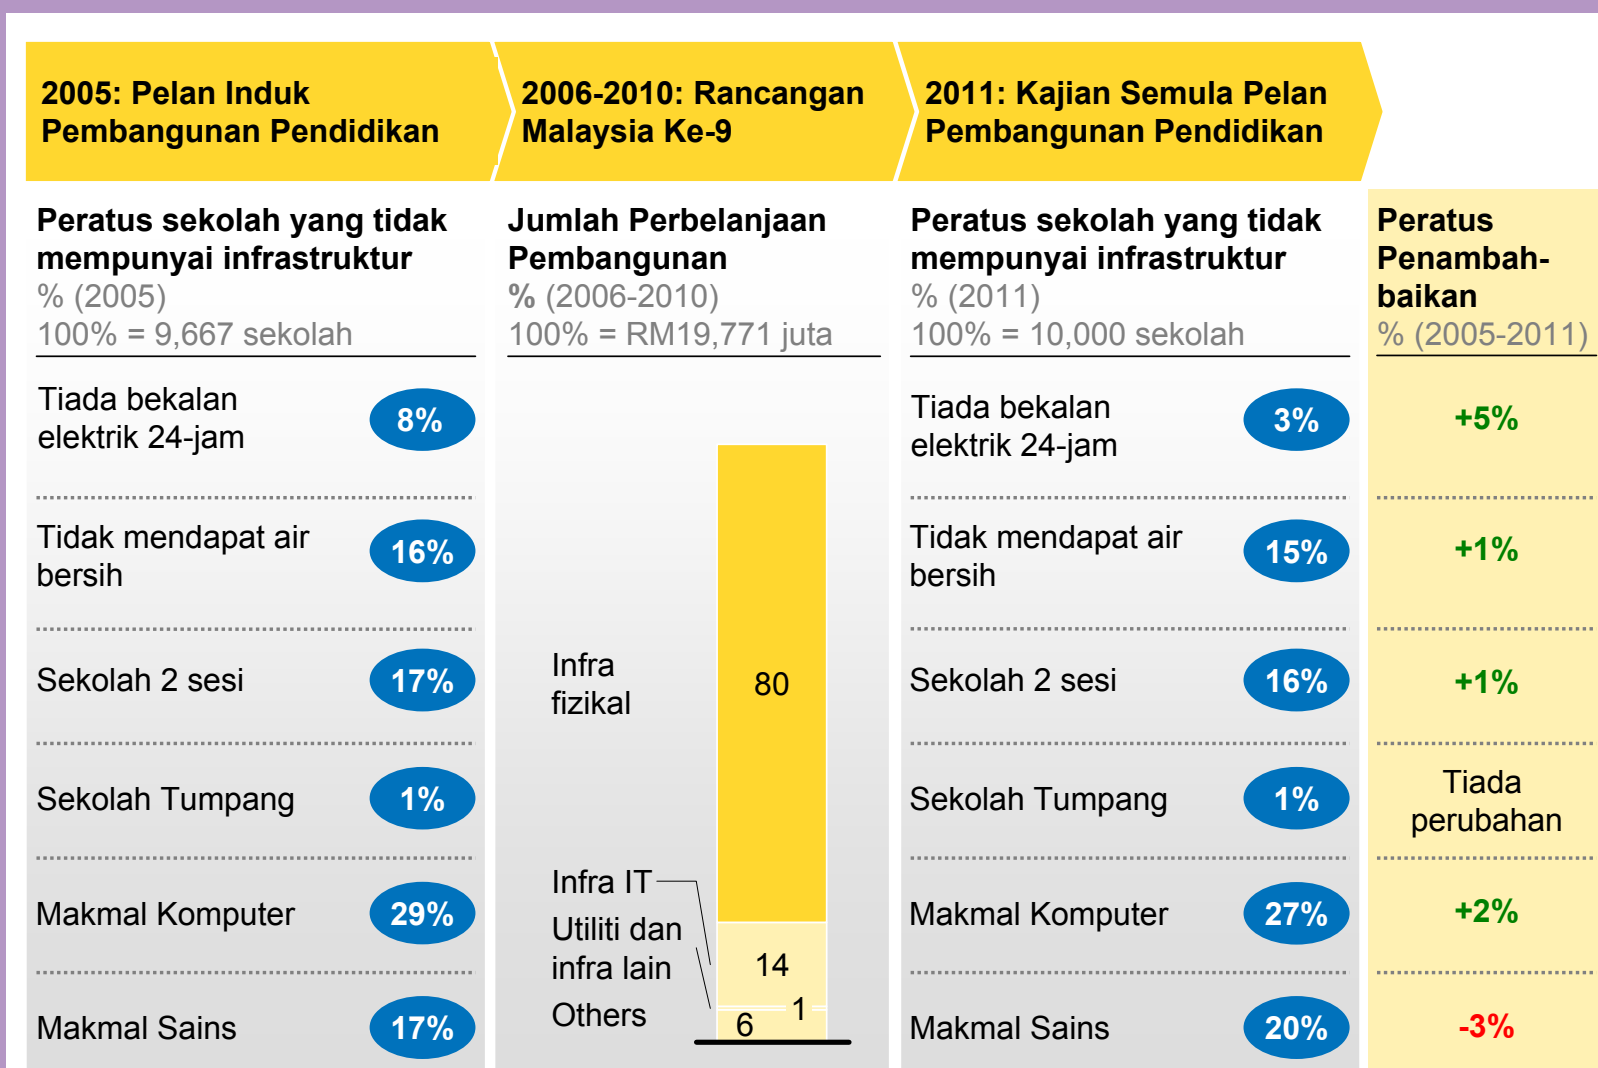 2005: Pelan Induk
Pembangunan Pendidikan
2006-2010: Rancangan
Malaysia Ke-9
2011: Kajian Semula Pelan
Pembangunan Pendidikan
Peratus sekolah yang tidak
mempunyai infrastruktur
% (2005)
100% = 9,667 sekolah
Tiada bekalan
elektrik 24-jam
8%
Tidak mendapat air
bersih
16%
Sekolah 2 sesi
17%
Sekolah Tumpang
1%
Makmal Komputer
29%
Makmal Sains
17%
Jumlah Perbelanjaan
Pembangunan
% (2006-2010)
100% = RM19,771 juta
Infra
fizikal
80
Infra IT
14
Utiliti dan
infra lain
1
Others
6
Peratus sekolah yang tidak
mempunyai infrastruktur
% (2011)
100% = 10,000 sekolah
Tiada bekalan
elektrik 24-jam
3%
Tidak mendapat air
bersih
15%
Sekolah 2 sesi
16%
Sekolah Tumpang
1%
Makmal Komputer
27%
Makmal Sains
20%
Peratus
Penambah-
baikan
% (2005-2011)
+5%
+1%
+1%
Tiada
perubahan
+2%
-3%